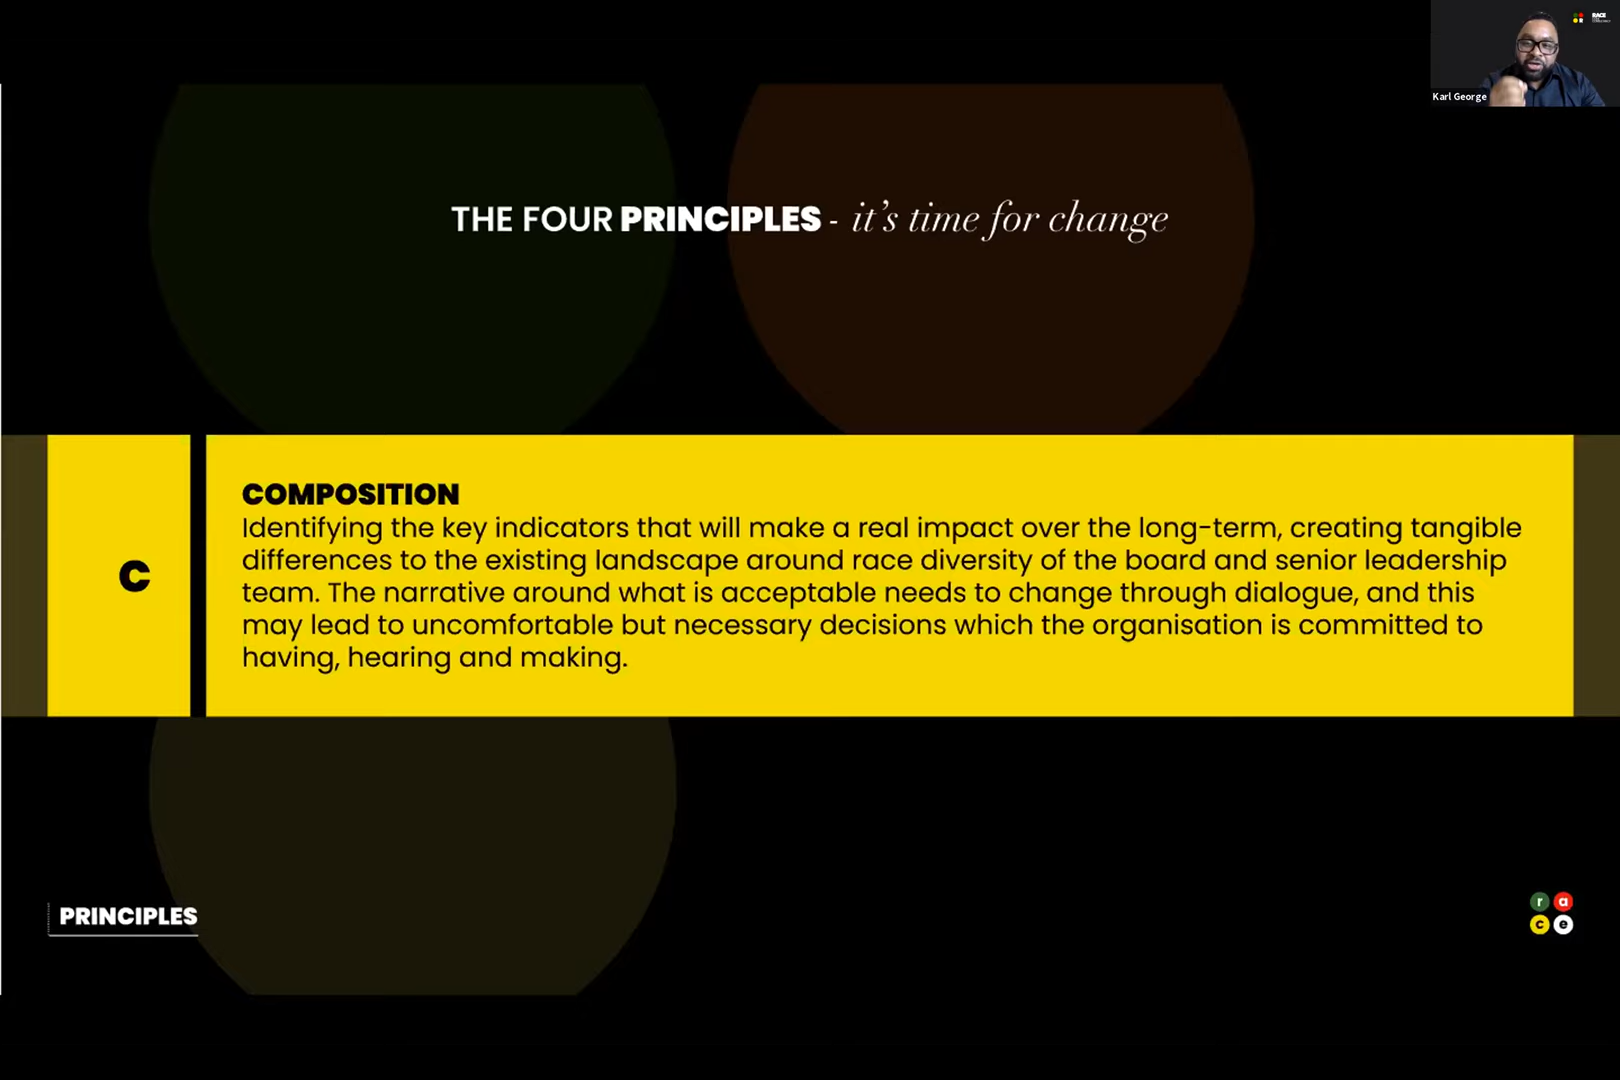 RACE
Karl George
THE FOUR PRINCIPLES - it's time for change
C
COMPOSITION
Identifying the key indicators that will make a real impact over the long-term, creating tangible
differences to the existing landscape around race diversity of the board and senior leadership
team. The narrative around what is acceptable needs to change through dialogue, and this
may lead to uncomfortable but necessary decisions which the organisation is committed to
having, hearing and making.
PRINCIPLES
r a
c e